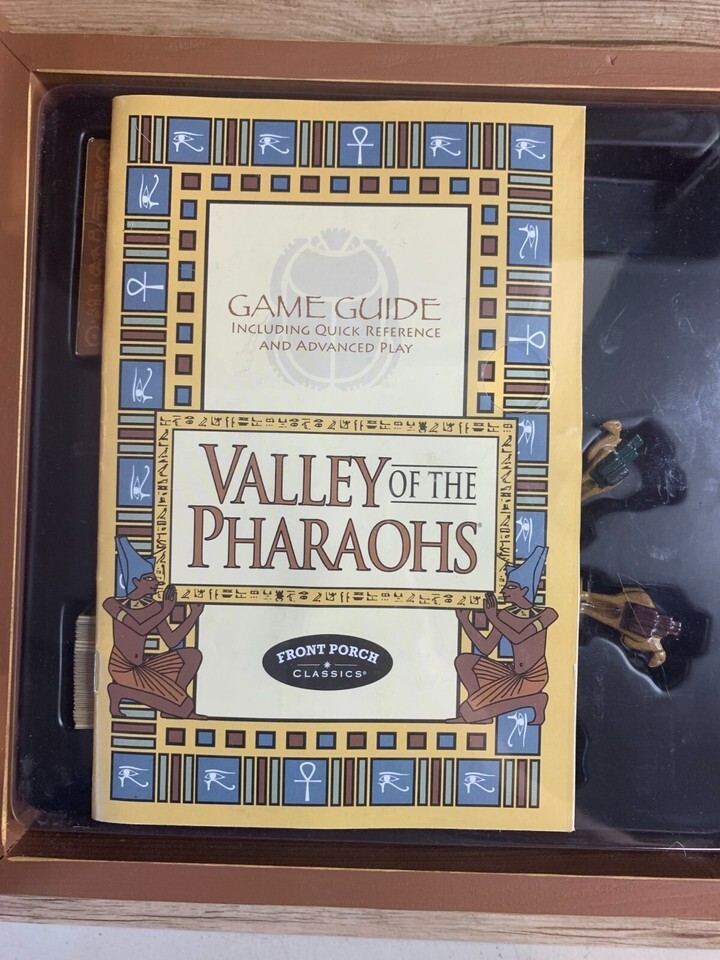 GAME GUIDE
INCLUDING QUICK REFERENCE
AND ADVANCED PLAY
VALLEY OF THE
PHARAOHS®
FRONT PORCH
CLASSICS®